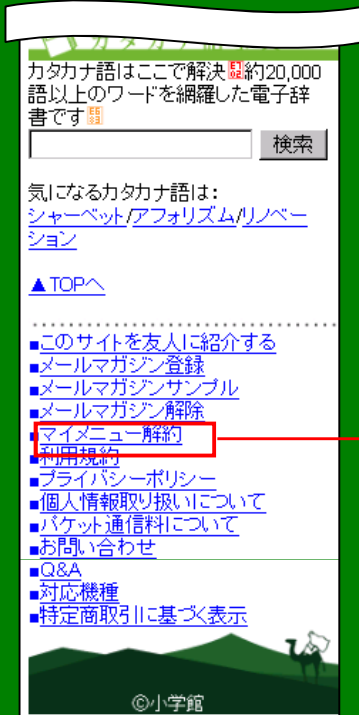 カタカナ語はここで解決約20,000
語以上のワードを網羅した電子辞
書です
検索
気になるカタカナ語は：
シャーベット/アフォリズム/リノベー
ション
▲TOPへ
■このサイトを友人に紹介する
■メールマガジン登録
■メールマガジンサンプル
■メールマガジン解除
■マイメニュー解約
■利用規約
■プライバシーポリシー
■個人情報取り扱いについて
■パケット通信料について
■お問い合わせ
■Q&A
■対応機種
■特定商取引に基づく表示
©小学館